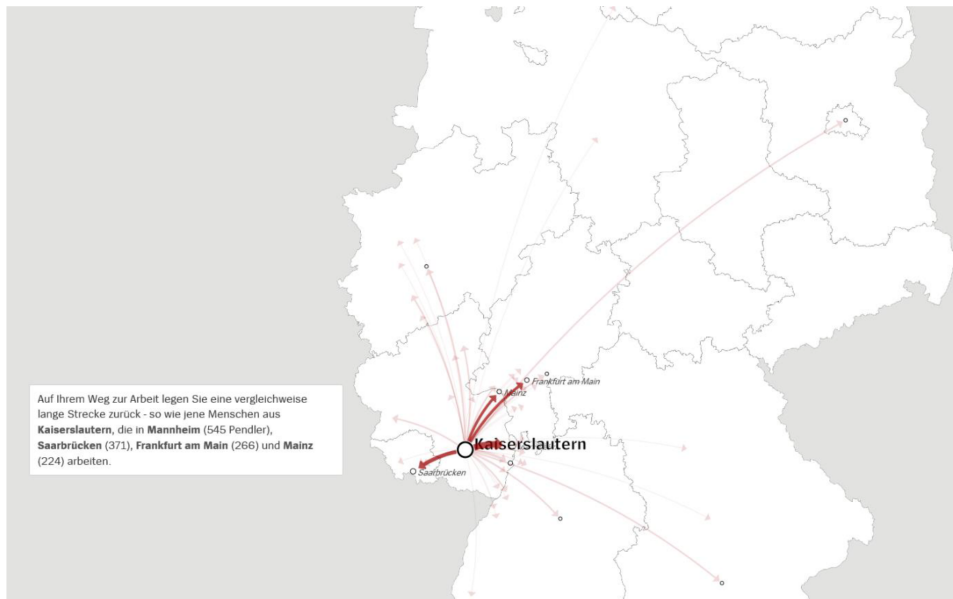 Frankfurt am Main
Mainz
Auf Ihrem Weg zur Arbeit legen Sie eine vergleichweise
lange Strecke zurück - so wie jene Menschen aus
Kaiserslautern, die in Mannheim (545 Pendler),
Saarbrücken (371), Frankfurt am Main (266) und Mainz
(224) arbeiten.
Kaiserslautern
Saarbrücken